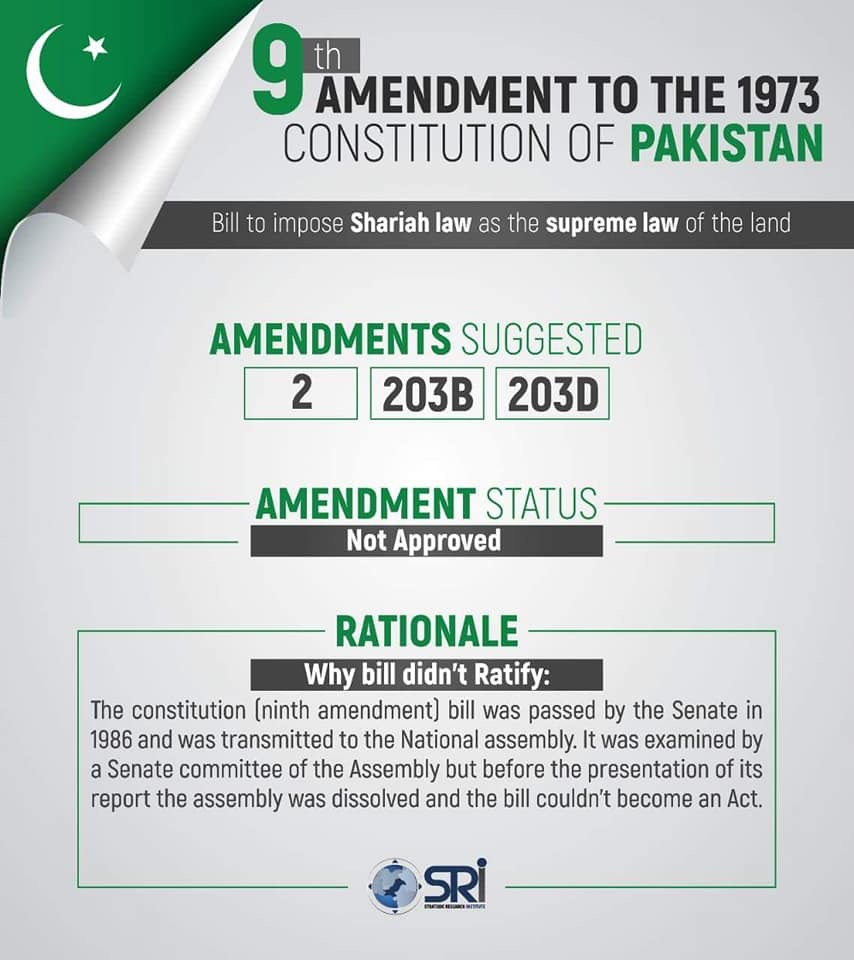 9th
AMENDMENT TO THE 1973
CONSTITUTION OF PAKISTAN
Bill to impose Shariah law as the supreme law of the land
AMENDMENTS SUGGESTED
2 203B 203D
AMENDMENT STATUS
Not Approved
RATIONALE
Why bill didn't Ratify:
The constitution (ninth amendment) bill was passed by the Senate in
1986 and was transmitted to the National assembly. It was examined by
a Senate committee of the Assembly but before the presentation of its
report the assembly was dissolved and the bill couldn't become an Act.
SRI
STRATEGIC RESEARCH INSTITUTE